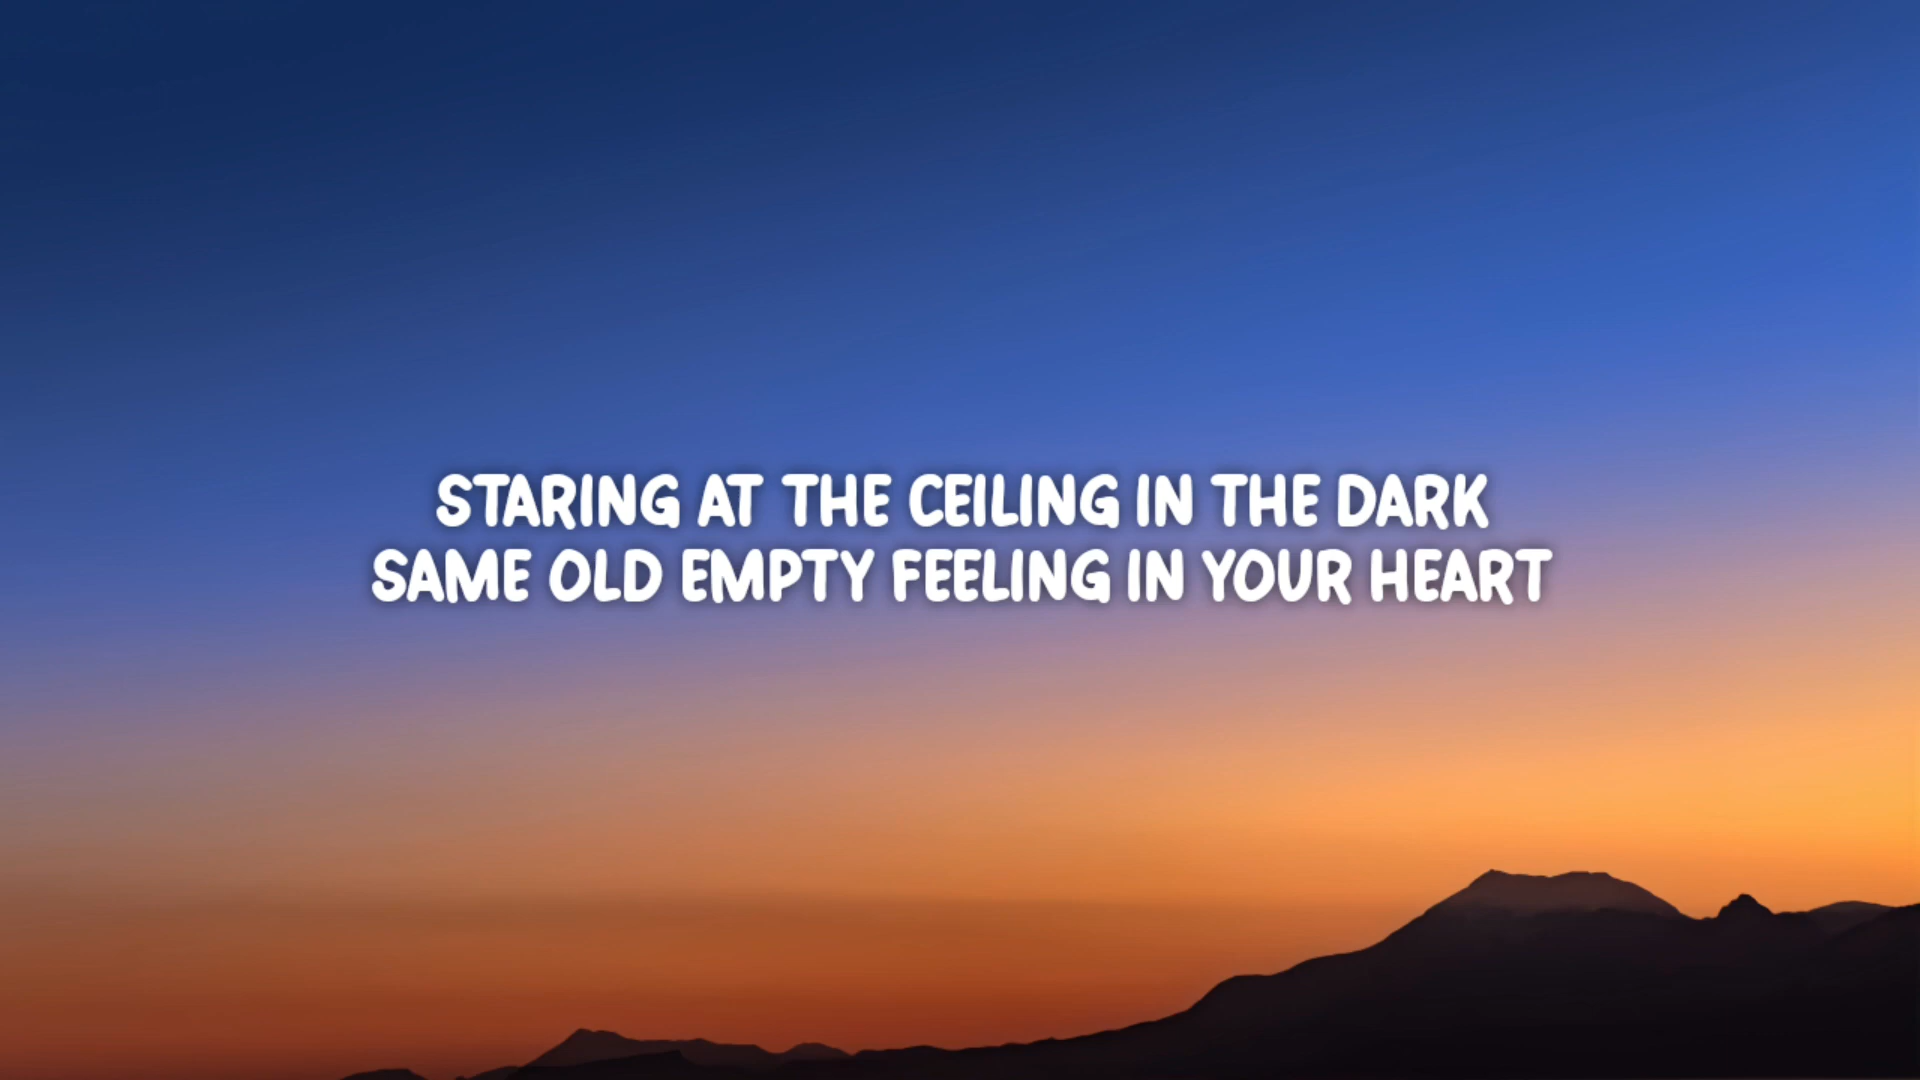 STARING AT THE CEILING IN THE DARK
SAME OLD EMPTY FEELING IN YOUR HEART